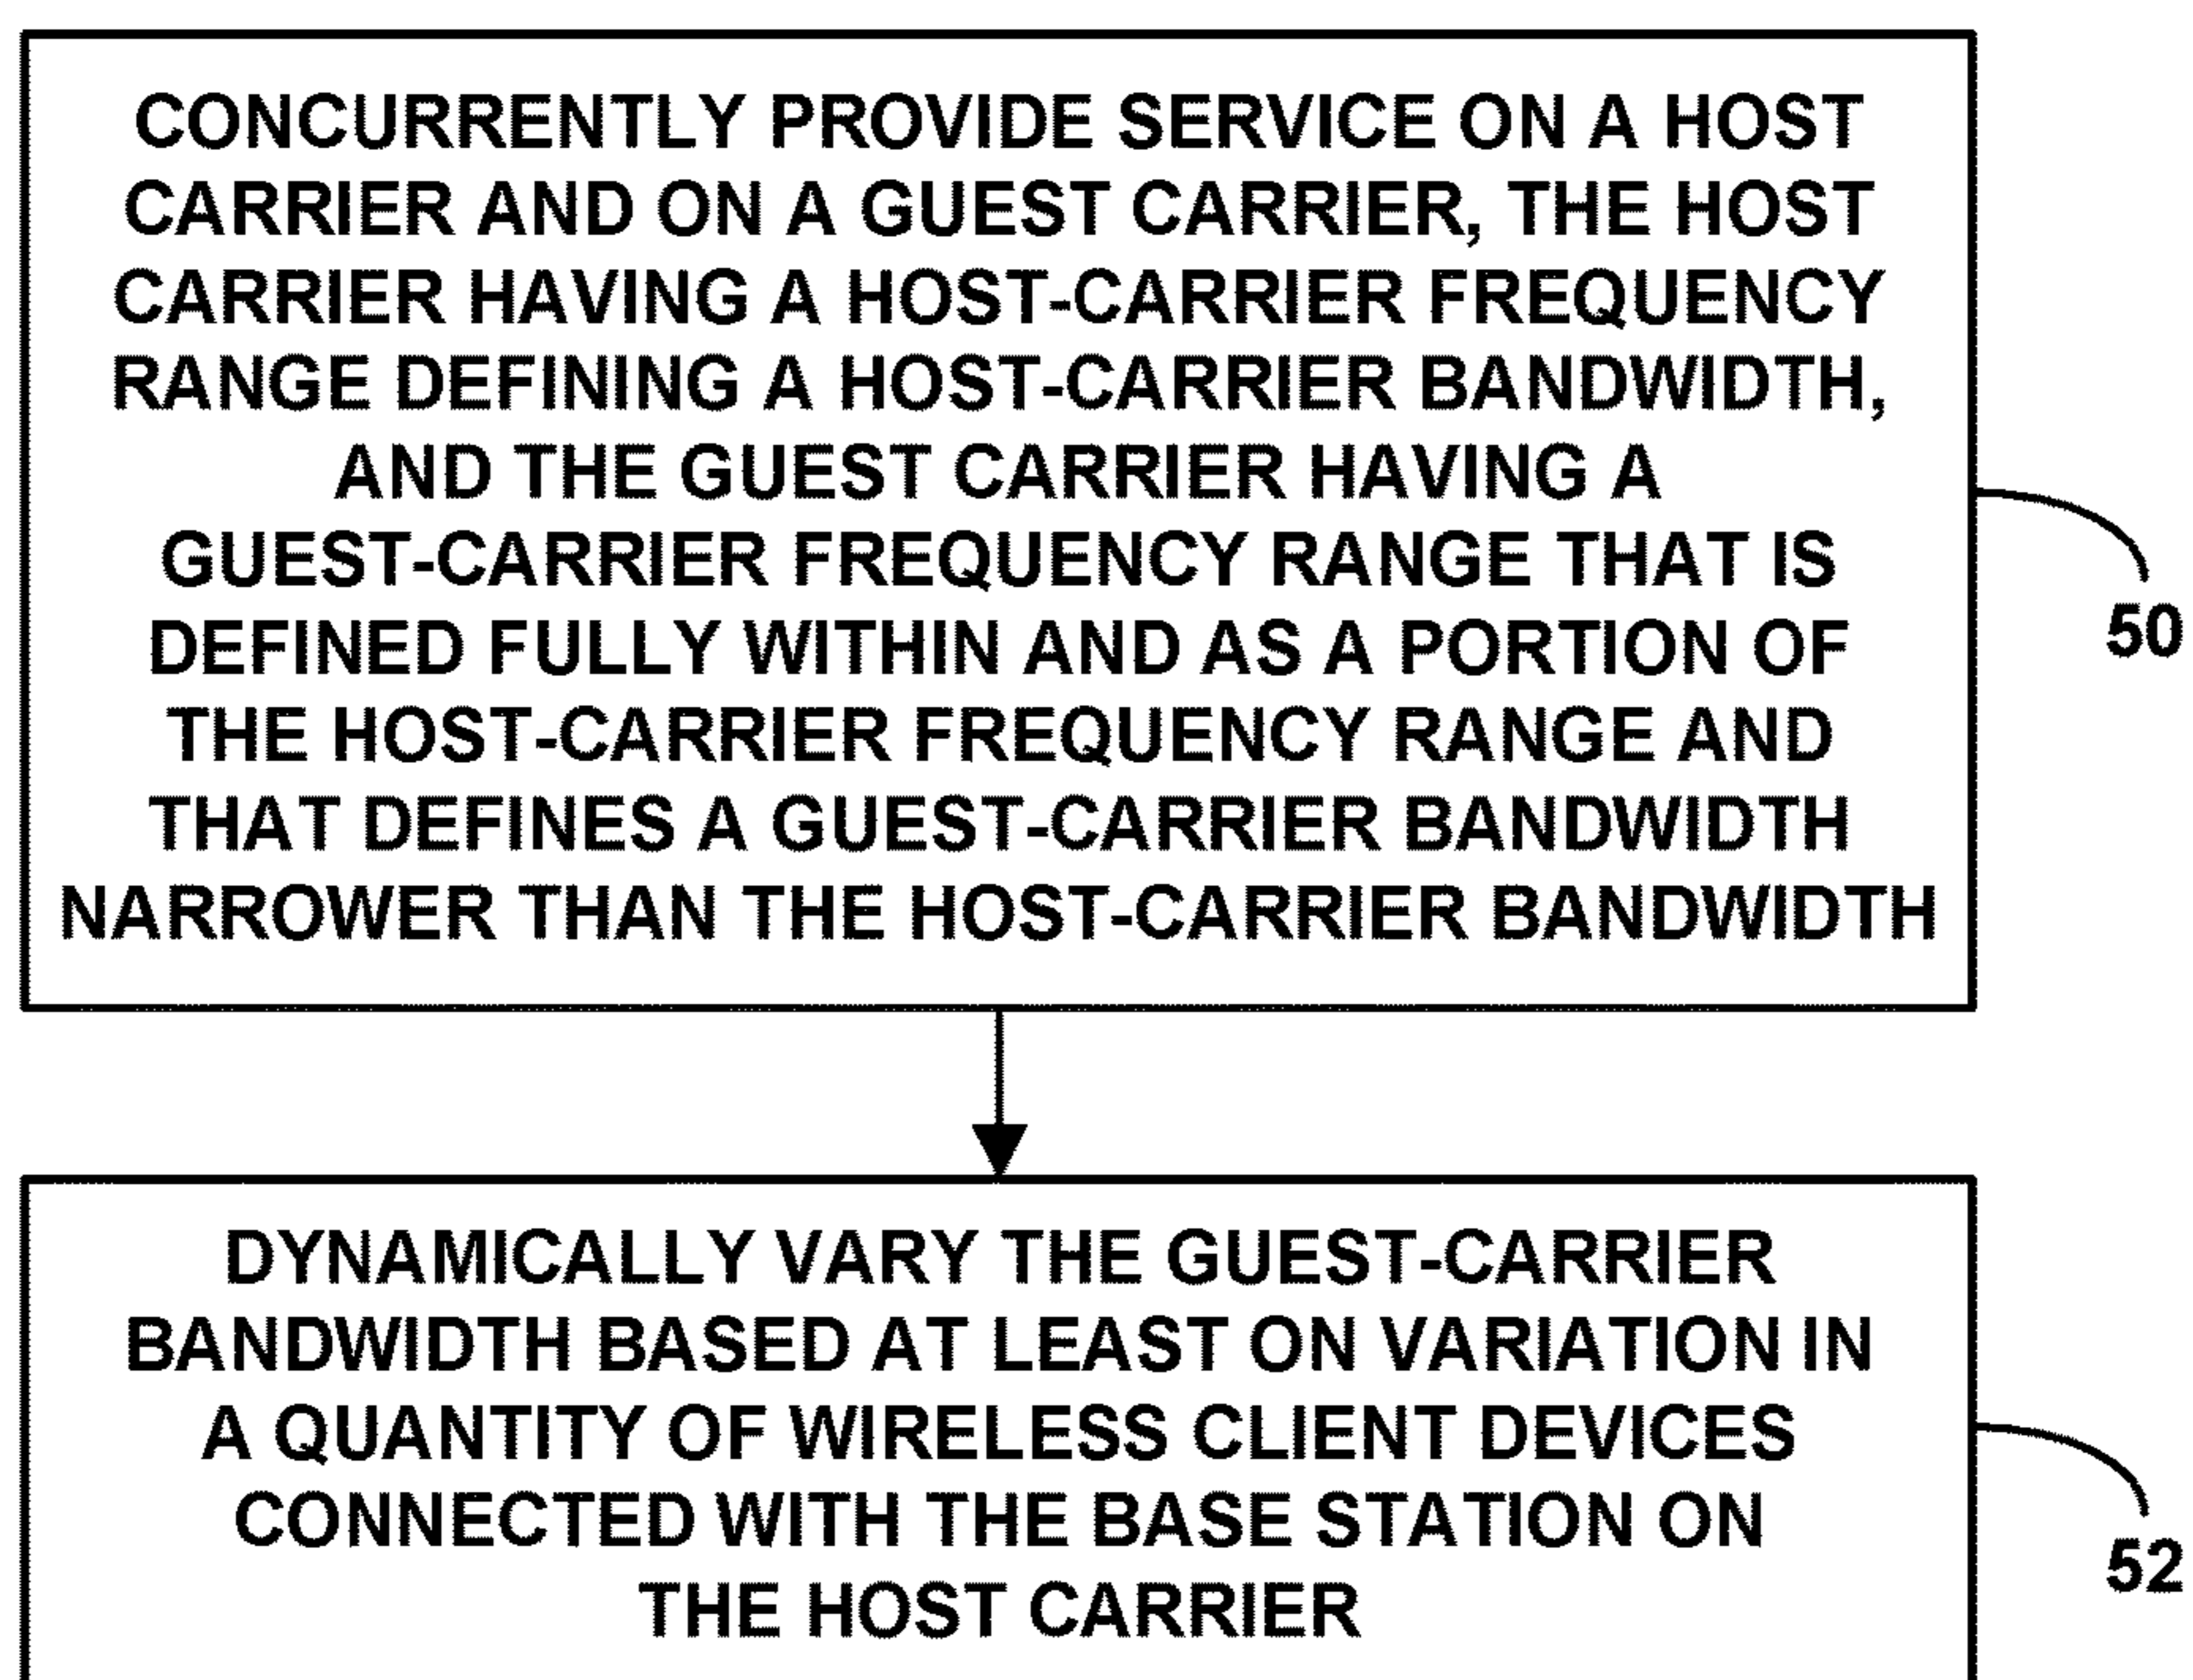 CONCURRENTLY PROVIDE SERVICE ON A HOST
CARRIER AND ON A GUEST CARRIER, THE HOST
CARRIER HAVING A HOST-CARRIER FREQUENCY
RANGE DEFINING A HOST-CARRIER BANDWIDTH,
AND THE GUEST CARRIER HAVING A
GUEST-CARRIER FREQUENCY RANGE THAT IS
DEFINED FULLY WITHIN AND AS A PORTION OF
THE HOST-CARRIER FREQUENCY RANGE AND
THAT DEFINES A GUEST-CARRIER BANDWIDTH
NARROWER THAN THE HOST-CARRIER BANDWIDTH
50
DYNAMICALLY VARY THE GUEST-CARRIER
BANDWIDTH BASED AT LEAST ON VARIATION IN
A QUANTITY OF WIRELESS CLIENT DEVICES
CONNECTED WITH THE BASE STATION ON
THE HOST CARRIER
52